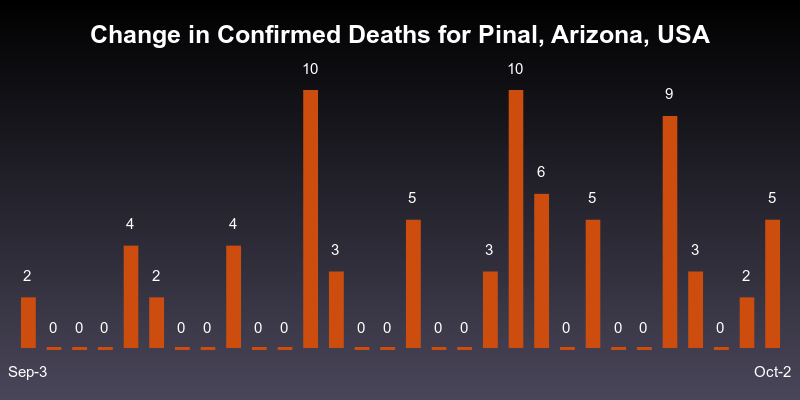 Change in Confirmed Deaths for Pinal, Arizona, USA
2 0 0 0 4 2 0 0 4 0 0 10 3 0 0 5 0 0 3 10 6 0 5 0 0 9 3 0 2 5
Sep-3 Oct-2